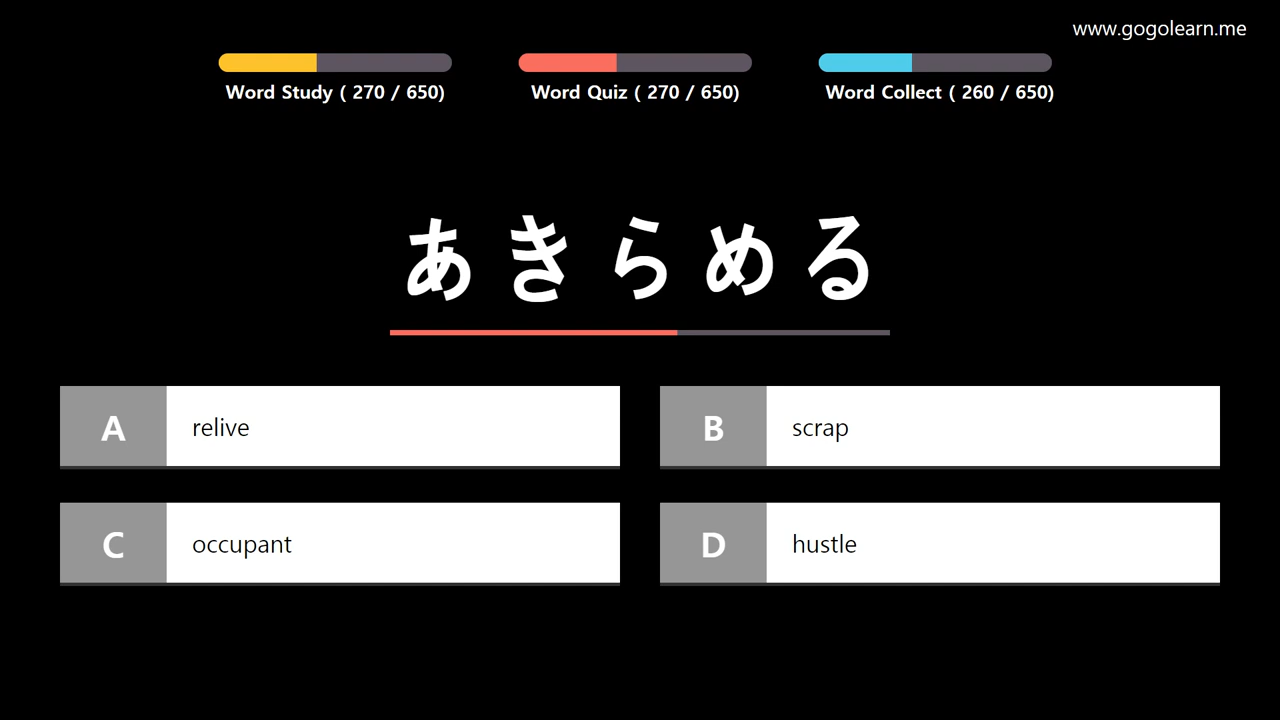 www.gogolearn.me
Word Study ( 270 / 650)
Word Quiz ( 270 / 650)
Word Collect ( 260 / 650)
あきらめる
A relive
B scrap
C occupant
D hustle